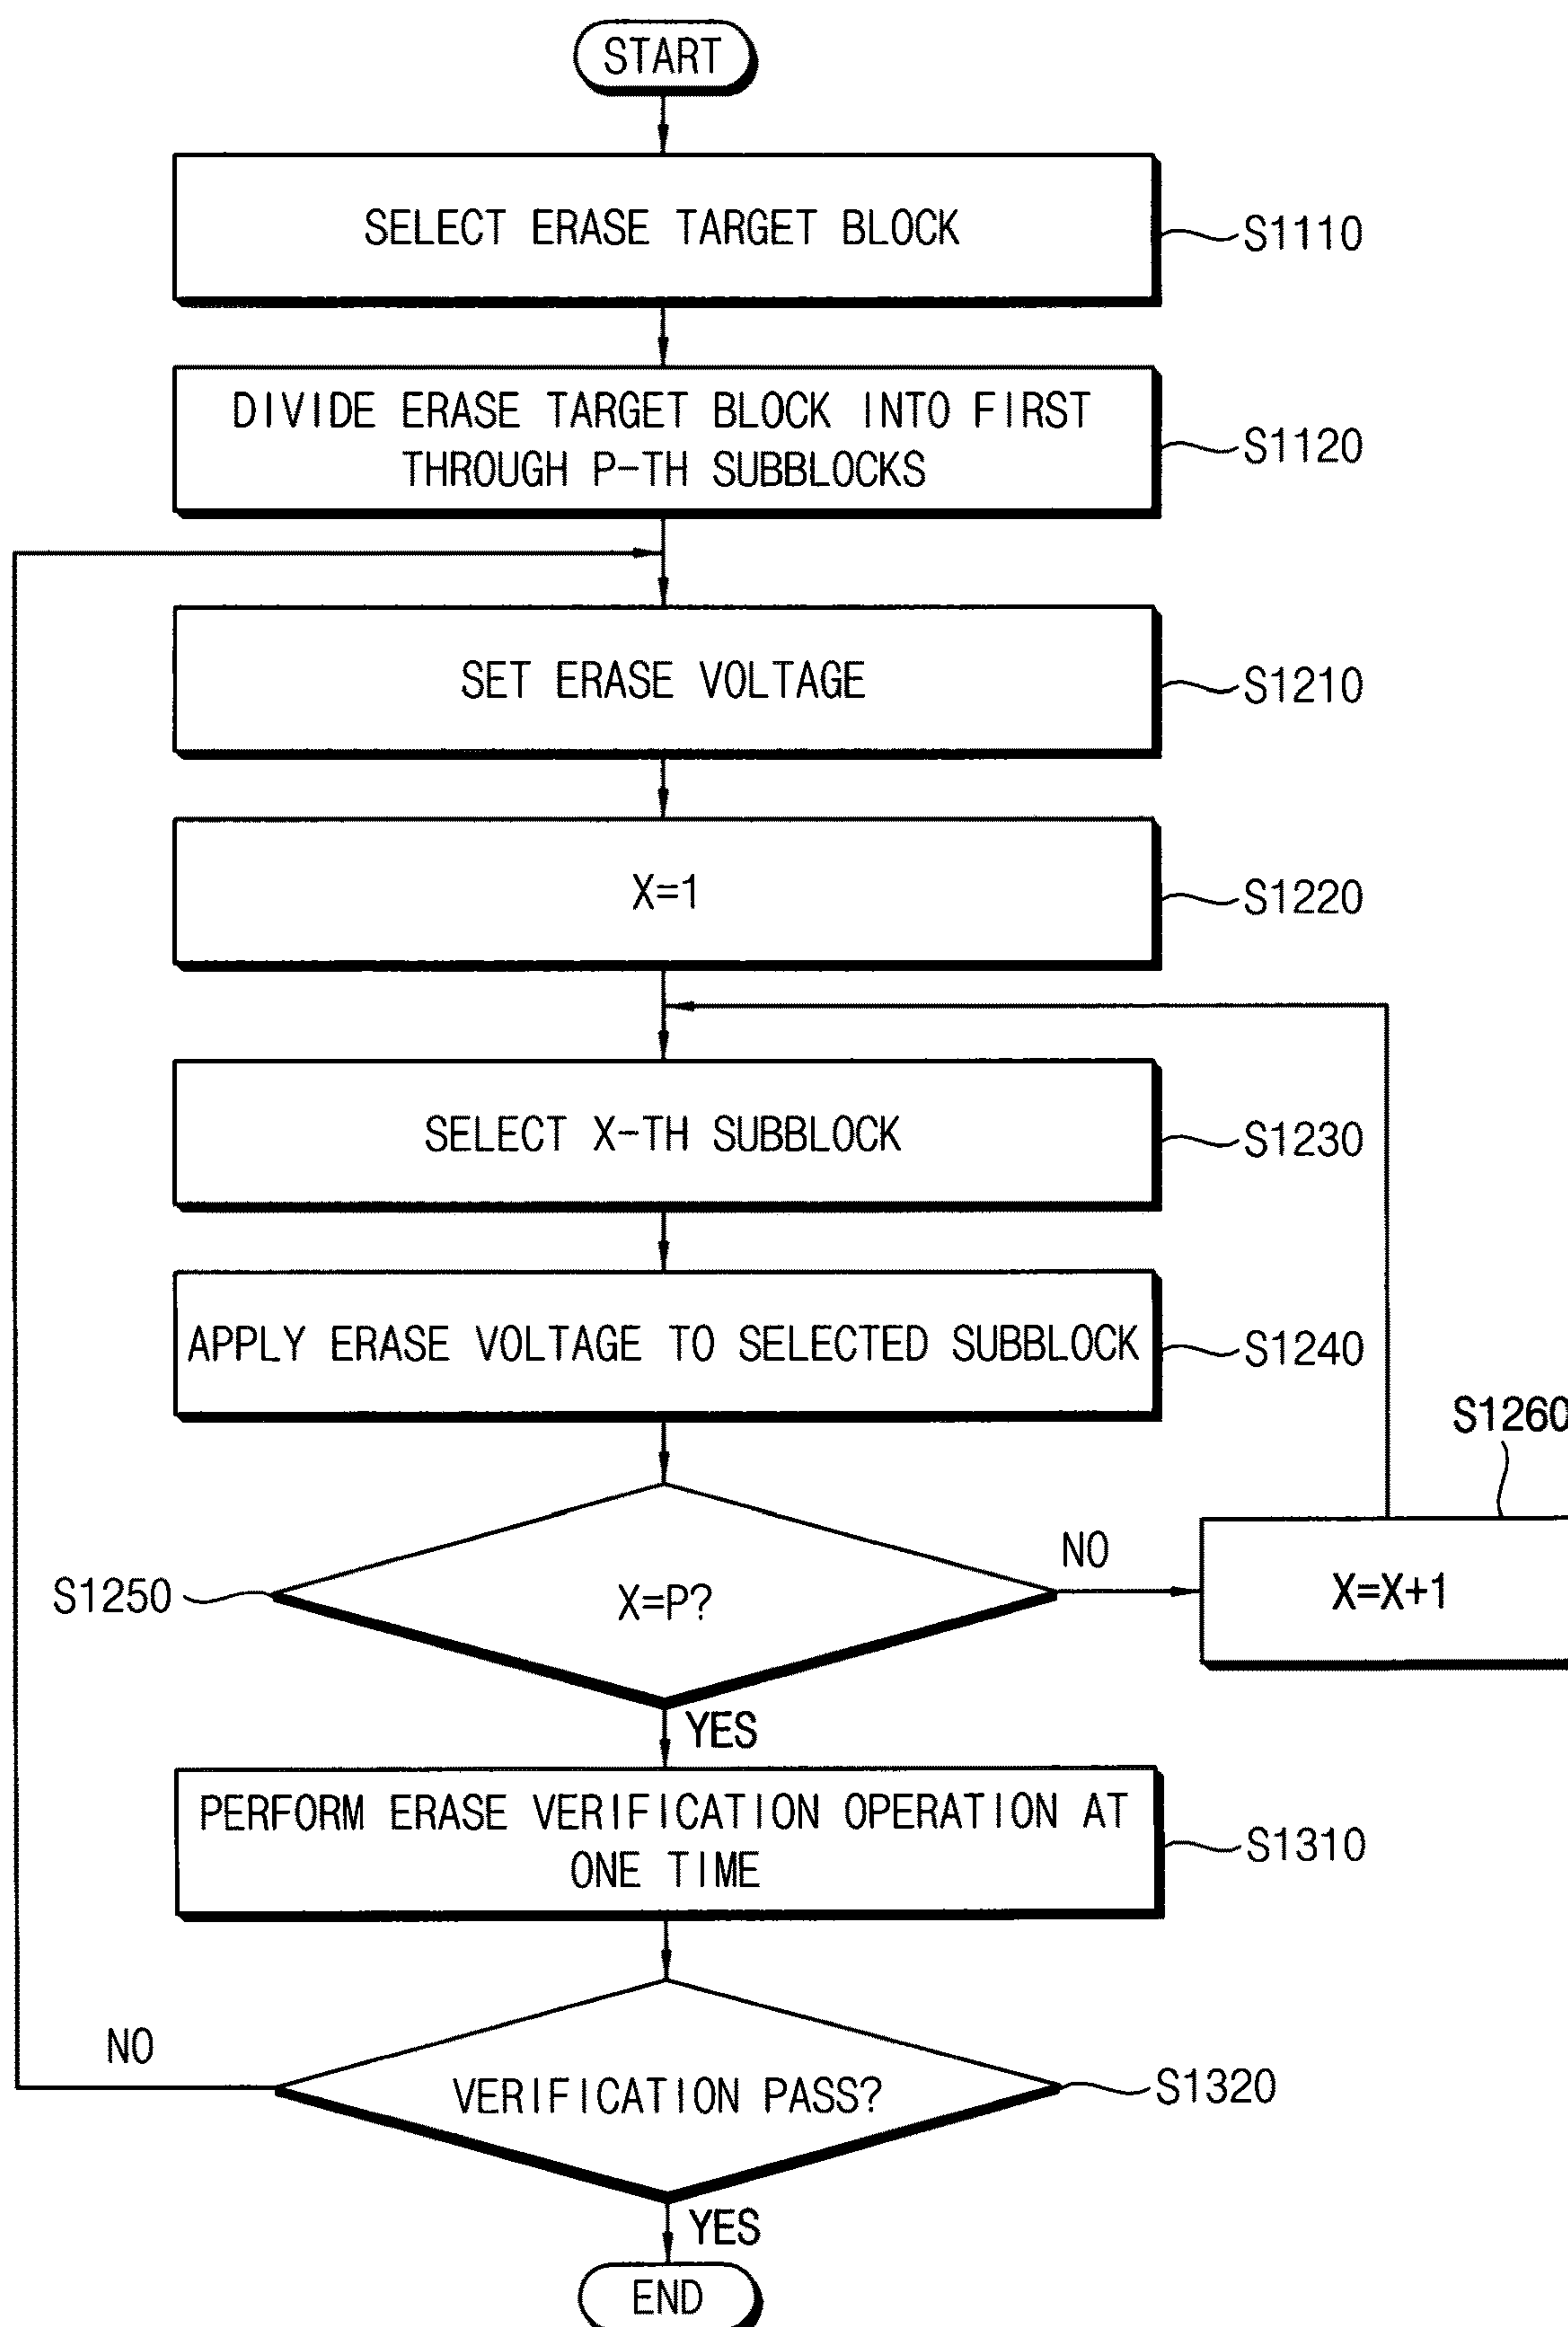 START
SELECT ERASE TARGET BLOCK
S1110
DIVIDE ERASE TARGET BLOCK INTO FIRST
THROUGH P-TH SUBBLOCKS
S1120
SET ERASE VOLTAGE
S1210
X=1
S1220
SELECT X-TH SUBBLOCK
S1230
APPLY ERASE VOLTAGE TO SELECTED SUBBLOCK
S1240
S1260
S1250
X=P?
NO
X=X+1
YES
PERFORM ERASE VERIFICATION OPERATION AT
ONE TIME
S1310
NO
VERIFICATION PASS?
S1320
YES
END